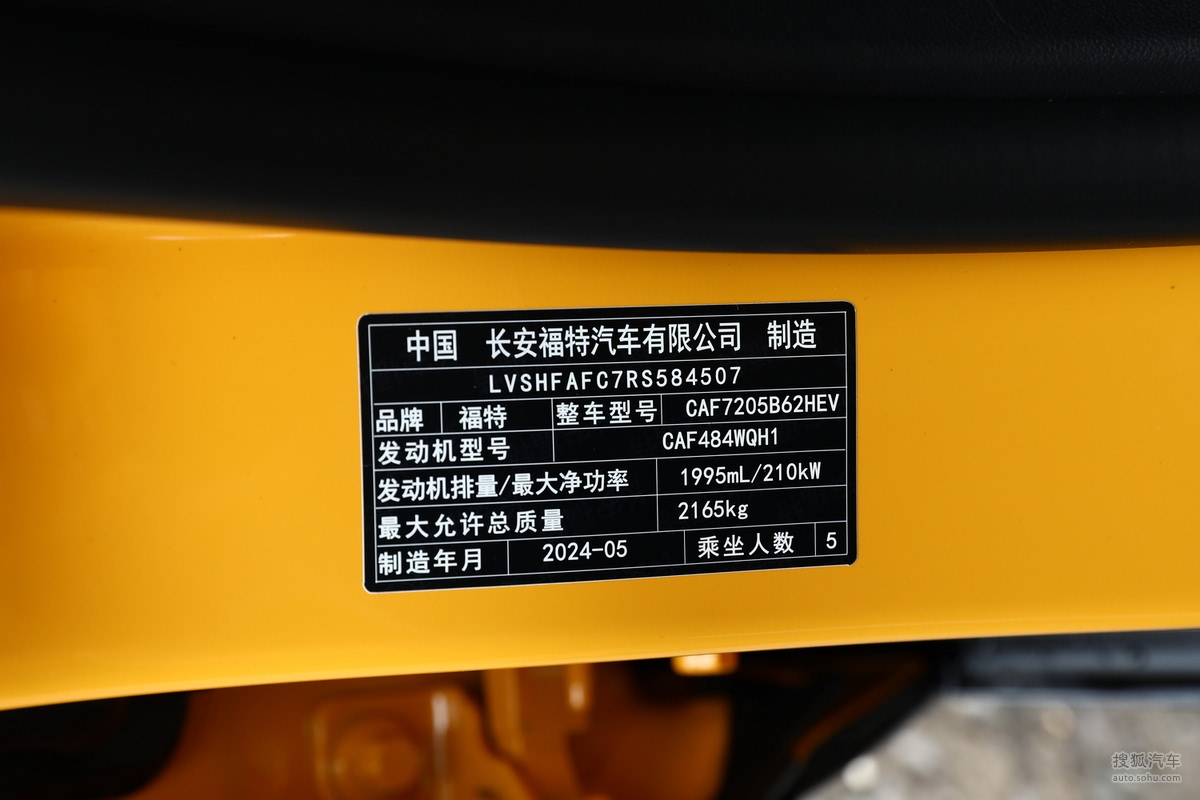 中国 长安福特汽车有限公司 制造
LVSHFAFC7RS584507
品牌 福特 整车型号 CAF7205B62HEV
发动机型号 CAF484WQH1
发动机排量/最大净功率 1995mL/210kW
最大允许总质量 2165kg
制造年月 2024-05 乘坐人数 5
搜狐汽车
auto.sohu.com